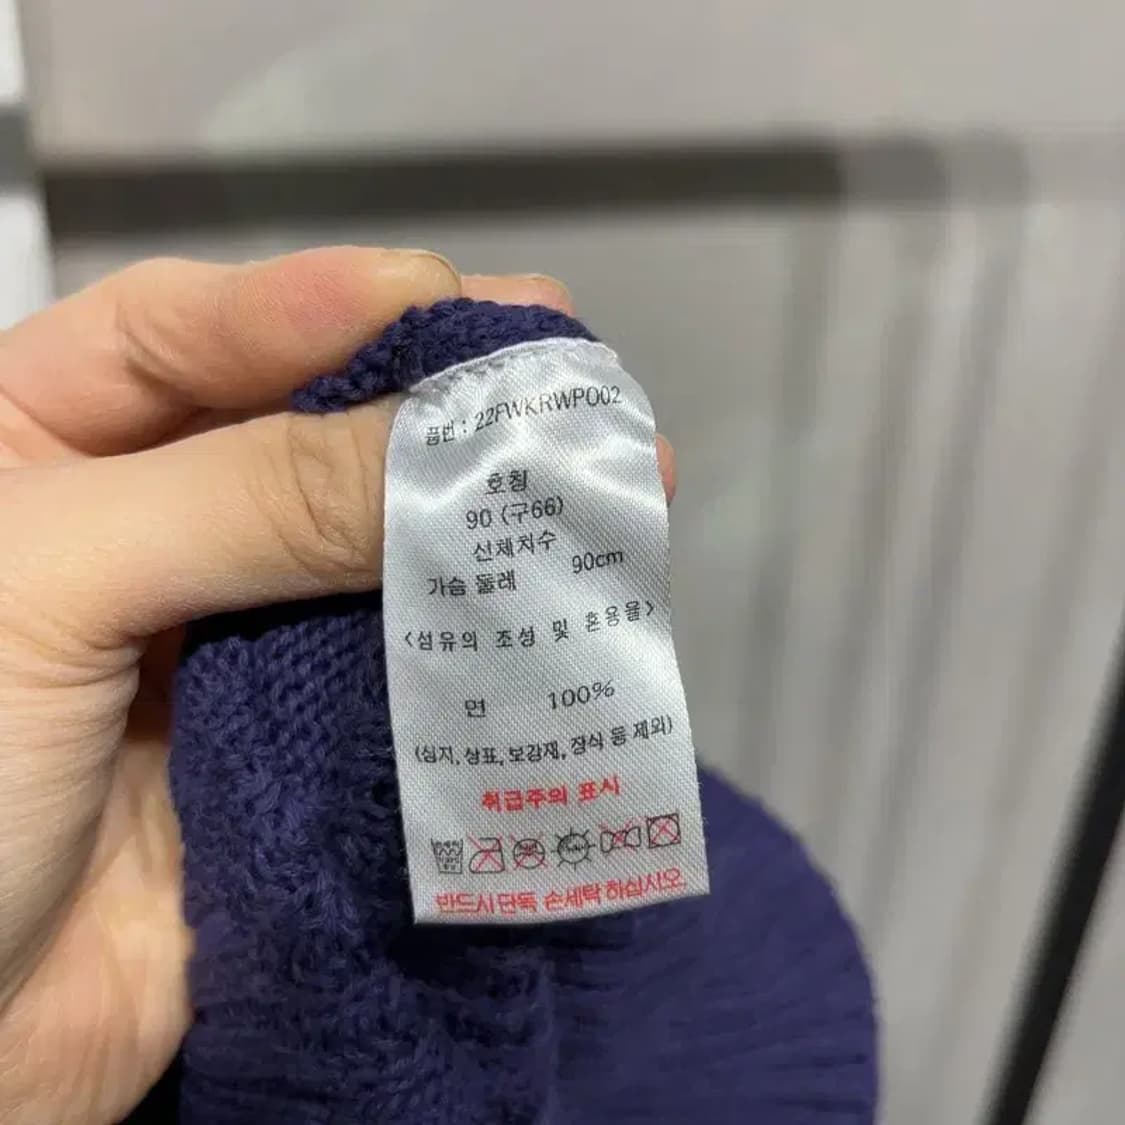 품번 : 22FWKRWPO02
호칭
90 (구66)
신체치수
가슴 둘레 90cm
<섬유의 조성 및 혼용율>
면 100%
(심지, 상표, 보강재, 장식 등 제외)
취급주의 표시
반드시 단독 손세탁 하십시오.